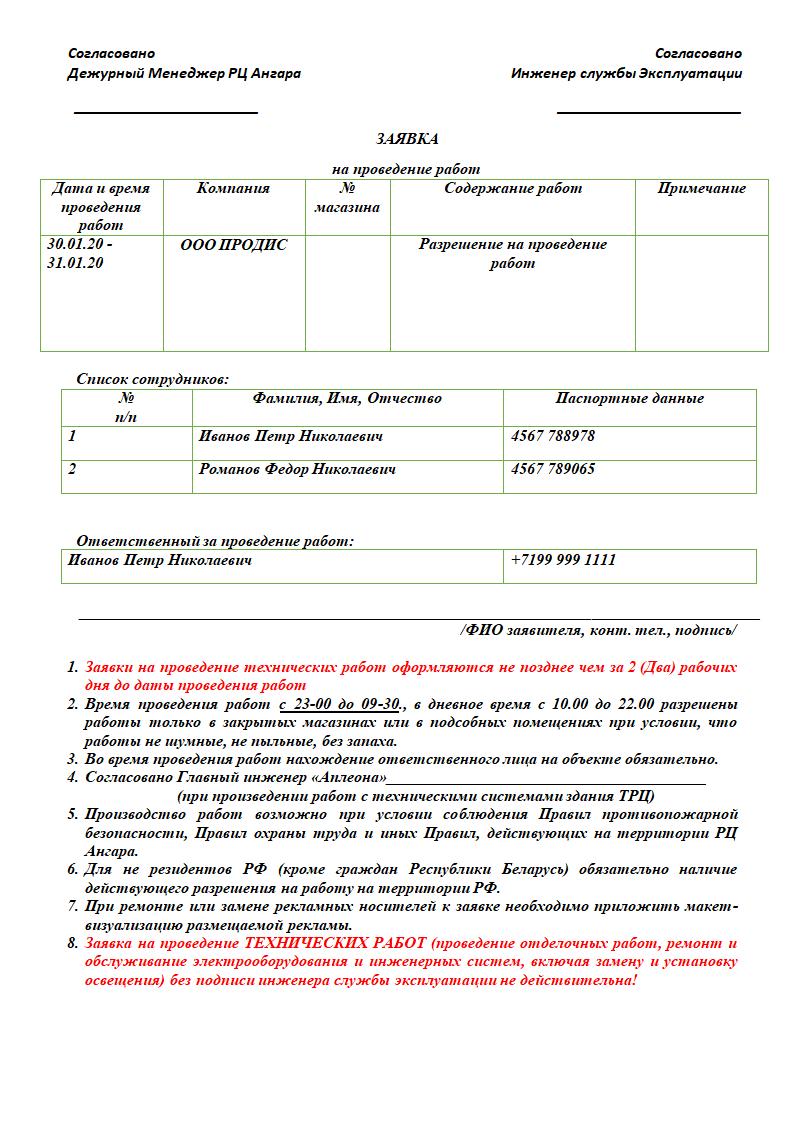 Согласовано Согласовано
Дежурный Менеджер РЦ Ангара Инженер службы Эксплуатации
ЗАЯВКА
на проведение работ
Дата и время проведения работ Компания № магазина Содержание работ Примечание
30.01.20 - 31.01.20 ООО ПРОДИС Разрешение на проведение работ
Список сотрудников:
№ п/п Фамилия, Имя, Отчество Паспортные данные
1 Иванов Петр Николаевич 4567 788978
2 Романов Федор Николаевич 4567 789065
Ответственный за проведение работ:
Иванов Петр Николаевич +7199 999 1111
/ФИО заявителя, конт. тел., подпись/
1. Заявки на проведение технических работ оформляются не позднее чем за 2 (Два) рабочих
дня до даты проведения работ
2. Время проведения работ с 23-00 до 09-30., в дневное время с 10.00 до 22.00 разрешены
работы только в закрытых магазинах или в подсобных помещениях при условии, что
работы не шумные, не пыльные, без запаха.
3. Во время проведения работ нахождение ответственного лица на объекте обязательно.
4. Согласовано Главный инженер «Аплеона»________________________________________
(при произведении работ с техническими системами здания ТРЦ)
5. Производство работ возможно при условии соблюдения Правил противопожарной
безопасности, Правил охраны труда и иных Правил, действующих на территории РЦ
Ангара.
6. Для не резидентов РФ (кроме граждан Республики Беларусь) обязательно наличие
действующего разрешения на работу на территории РФ.
7. При ремонте или замене рекламных носителей к заявке необходимо приложить макет-
визуализацию размещаемой рекламы.
8. Заявка на проведение ТЕХНИЧЕСКИХ РАБОТ (проведение отделочных работ, ремонт и
обслуживание электрооборудования и инженерных систем, включая замену и установку
освещения) без подписи инженера службы эксплуатации не действительна!